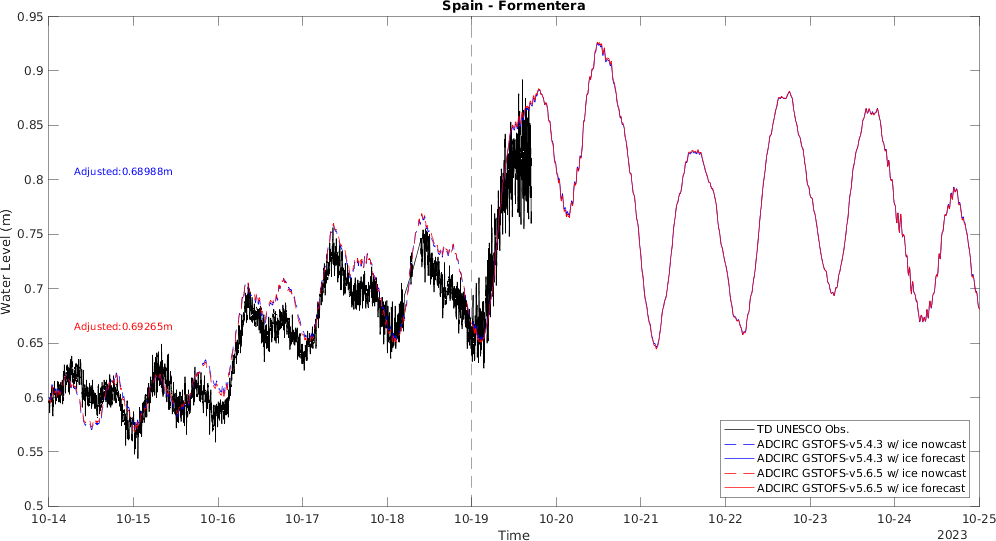 Spain - Formentera
0.95
0.9
0.85
0.8
0.75
0.7
0.65
0.6
0.55
0.5
Water Level (m)
Adjusted:0.68988m
Adjusted:0.69265m
TD UNESCO Obs.
ADCIRC GSTOFS-v5.4.3 w/ ice nowcast
ADCIRC GSTOFS-v5.4.3 w/ ice forecast
ADCIRC GSTOFS-v5.6.5 w/ ice nowcast
ADCIRC GSTOFS-v5.6.5 w/ ice forecast
10-14 10-15 10-16 10-17 10-18 10-19 10-20 10-21 10-22 10-23 10-24 10-25
Time
2023